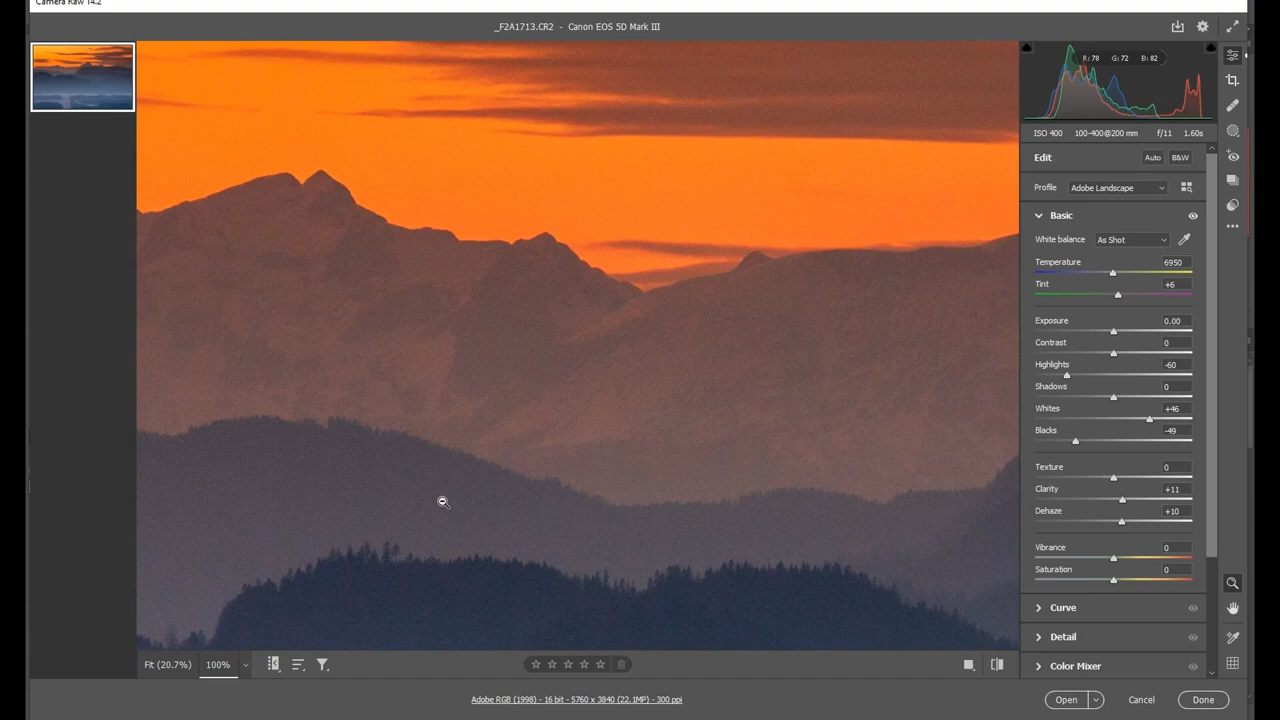 Camera Raw 14.2
_F2A1713.CR2 - Canon EOS 5D Mark III
R: 78 G: 72 B: 82
ISO 400 100-400@200 mm f/11 1.60s
Edit Auto B&W
Profile Adobe Landscape
Basic
White balance As Shot
Temperature 6950
Tint +6
Exposure 0.00
Contrast 0
Highlights -60
Shadows 0
Whites +46
Blacks -49
Texture 0
Clarity +11
Dehaze +10
Vibrance 0
Saturation 0
Curve
Detail
Color Mixer
Fit (20.7%) 100%
Adobe RGB (1998) - 16 bit - 5760 x 3840 (22.1MP) - 300 ppi
Open Cancel Done